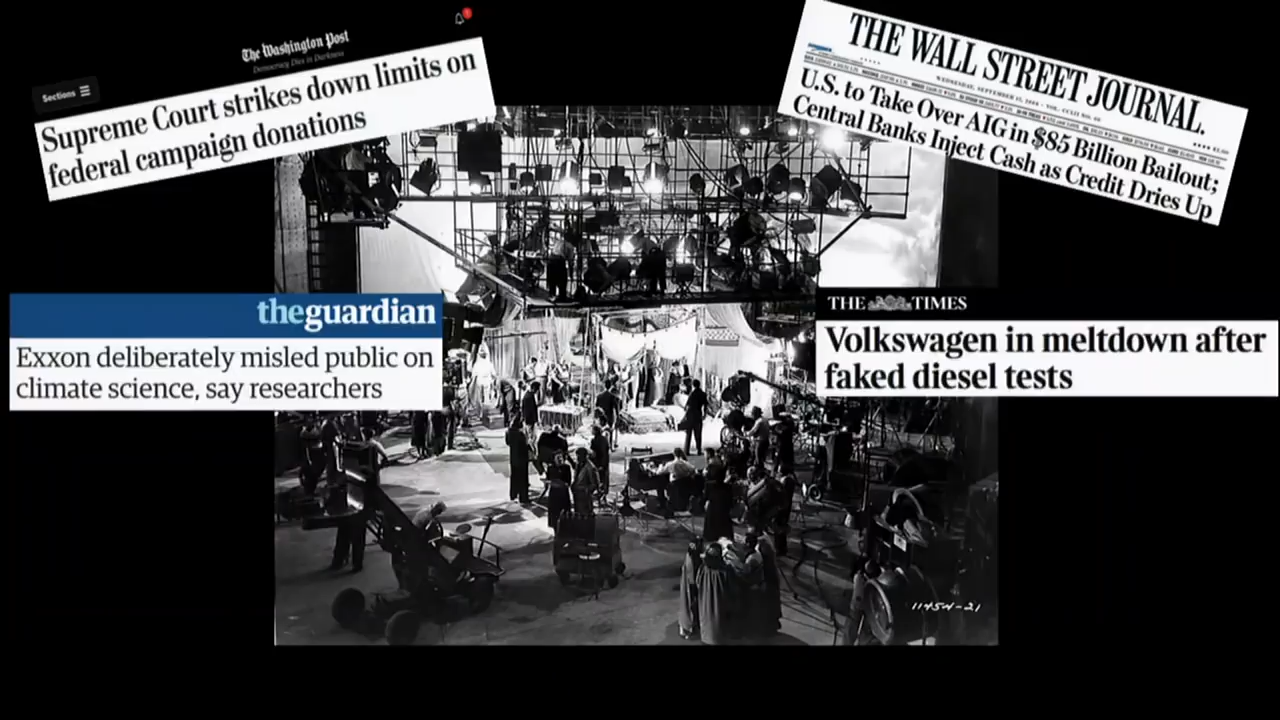 The Washington Post
Democracy Dies in Darkness
Sections
Supreme Court strikes down limits on
federal campaign donations
THE WALL STREET JOURNAL.
U.S. to Take Over AIG in $85 Billion Bailout;
Central Banks Inject Cash as Credit Dries Up
theguardian
Exxon deliberately misled public on
climate science, say researchers
THE TIMES
Volkswagen in meltdown after
faked diesel tests
11454-21